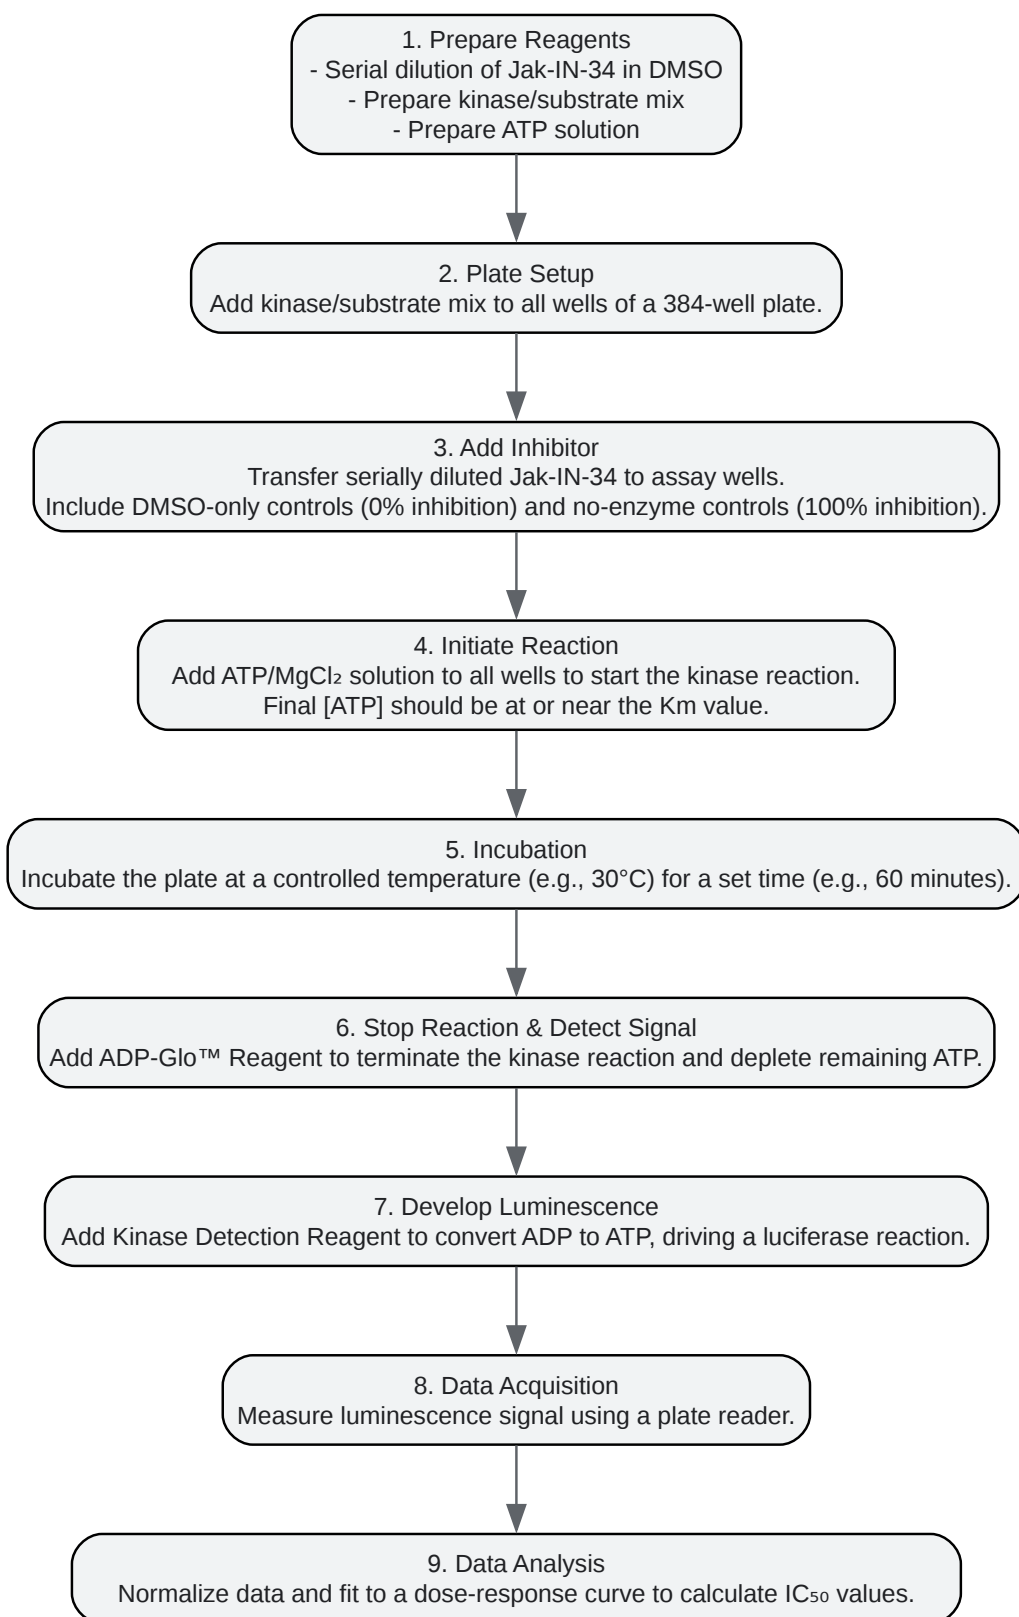 1. Prepare Reagents
- Serial dilution of Jak-IN-34 in DMSO
- Prepare kinase/substrate mix
- Prepare ATP solution
2. Plate Setup
Add kinase/substrate mix to all wells of a 384-well plate.
3. Add Inhibitor
Transfer serially diluted Jak-IN-34 to assay wells.
Include DMSO-only controls (0% inhibition) and no-enzyme controls (100% inhibition).
4. Initiate Reaction
Add ATP/MgCl₂ solution to all wells to start the kinase reaction.
Final [ATP] should be at or near the Km value.
5. Incubation
Incubate the plate at a controlled temperature (e.g., 30°C) for a set time (e.g., 60 minutes).
6. Stop Reaction & Detect Signal
Add ADP-Glo™ Reagent to terminate the kinase reaction and deplete remaining ATP.
7. Develop Luminescence
Add Kinase Detection Reagent to convert ADP to ATP, driving a luciferase reaction.
8. Data Acquisition
Measure luminescence signal using a plate reader.
9. Data Analysis
Normalize data and fit to a dose-response curve to calculate IC₅₀ values.